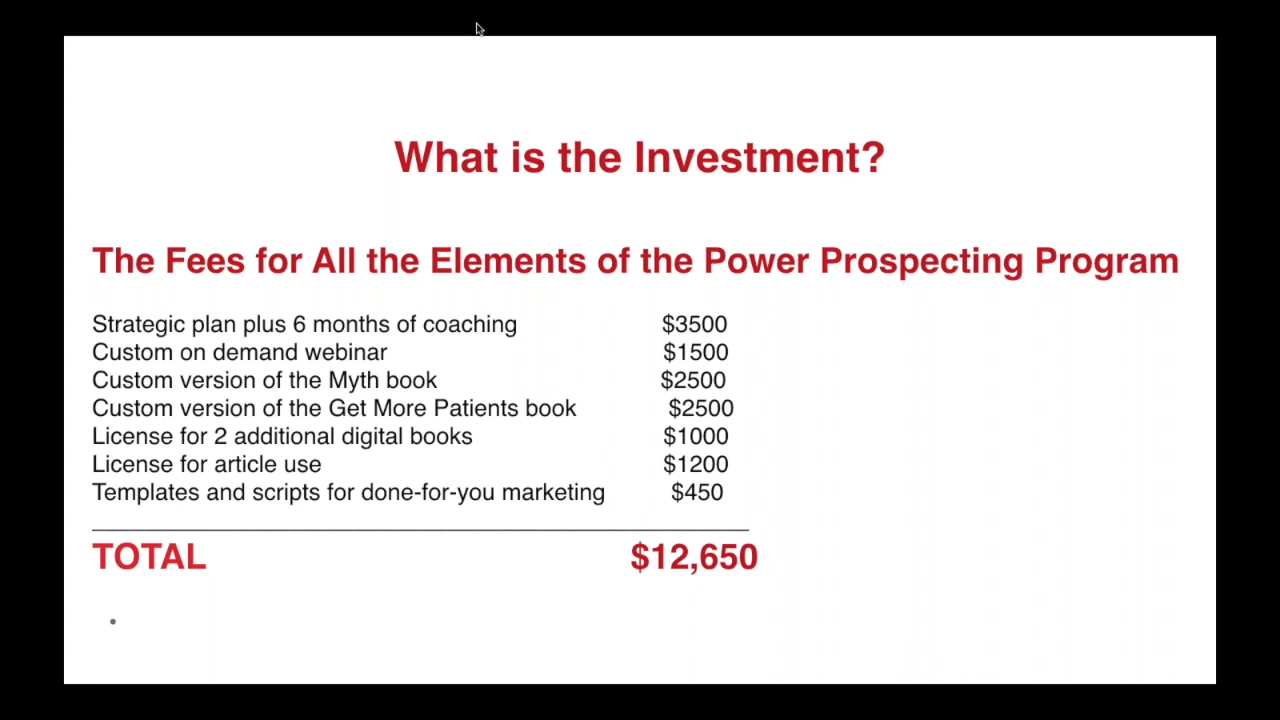 What is the Investment?
The Fees for All the Elements of the Power Prospecting Program
Strategic plan plus 6 months of coaching $3500
Custom on demand webinar $1500
Custom version of the Myth book $2500
Custom version of the Get More Patients book $2500
License for 2 additional digital books $1000
License for article use $1200
Templates and scripts for done-for-you marketing $450
TOTAL $12,650